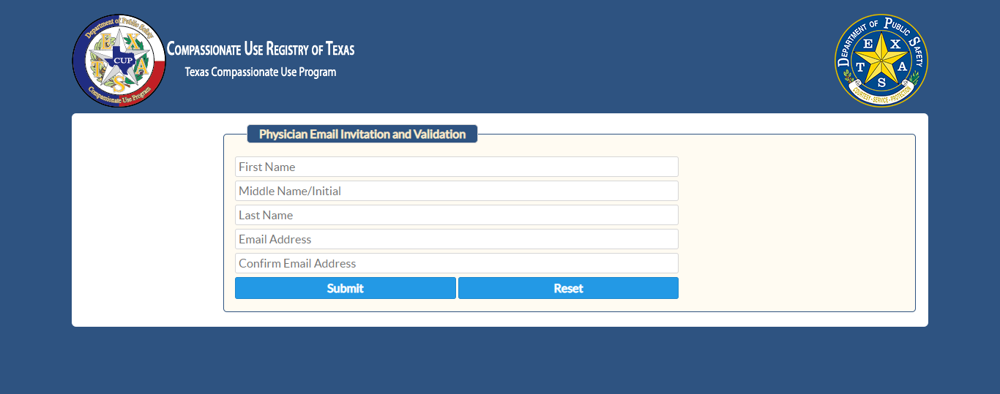 Department of Public Safety
TEXAS
CUP
Compassionate Use Program
Compassionate Use Registry of Texas
Texas Compassionate Use Program
Department of Public Safety
TEXAS
COURTESY • SERVICE • PROTECTION
Physician Email Invitation and Validation
First Name
Middle Name/Initial
Last Name
Email Address
Confirm Email Address
Submit Reset